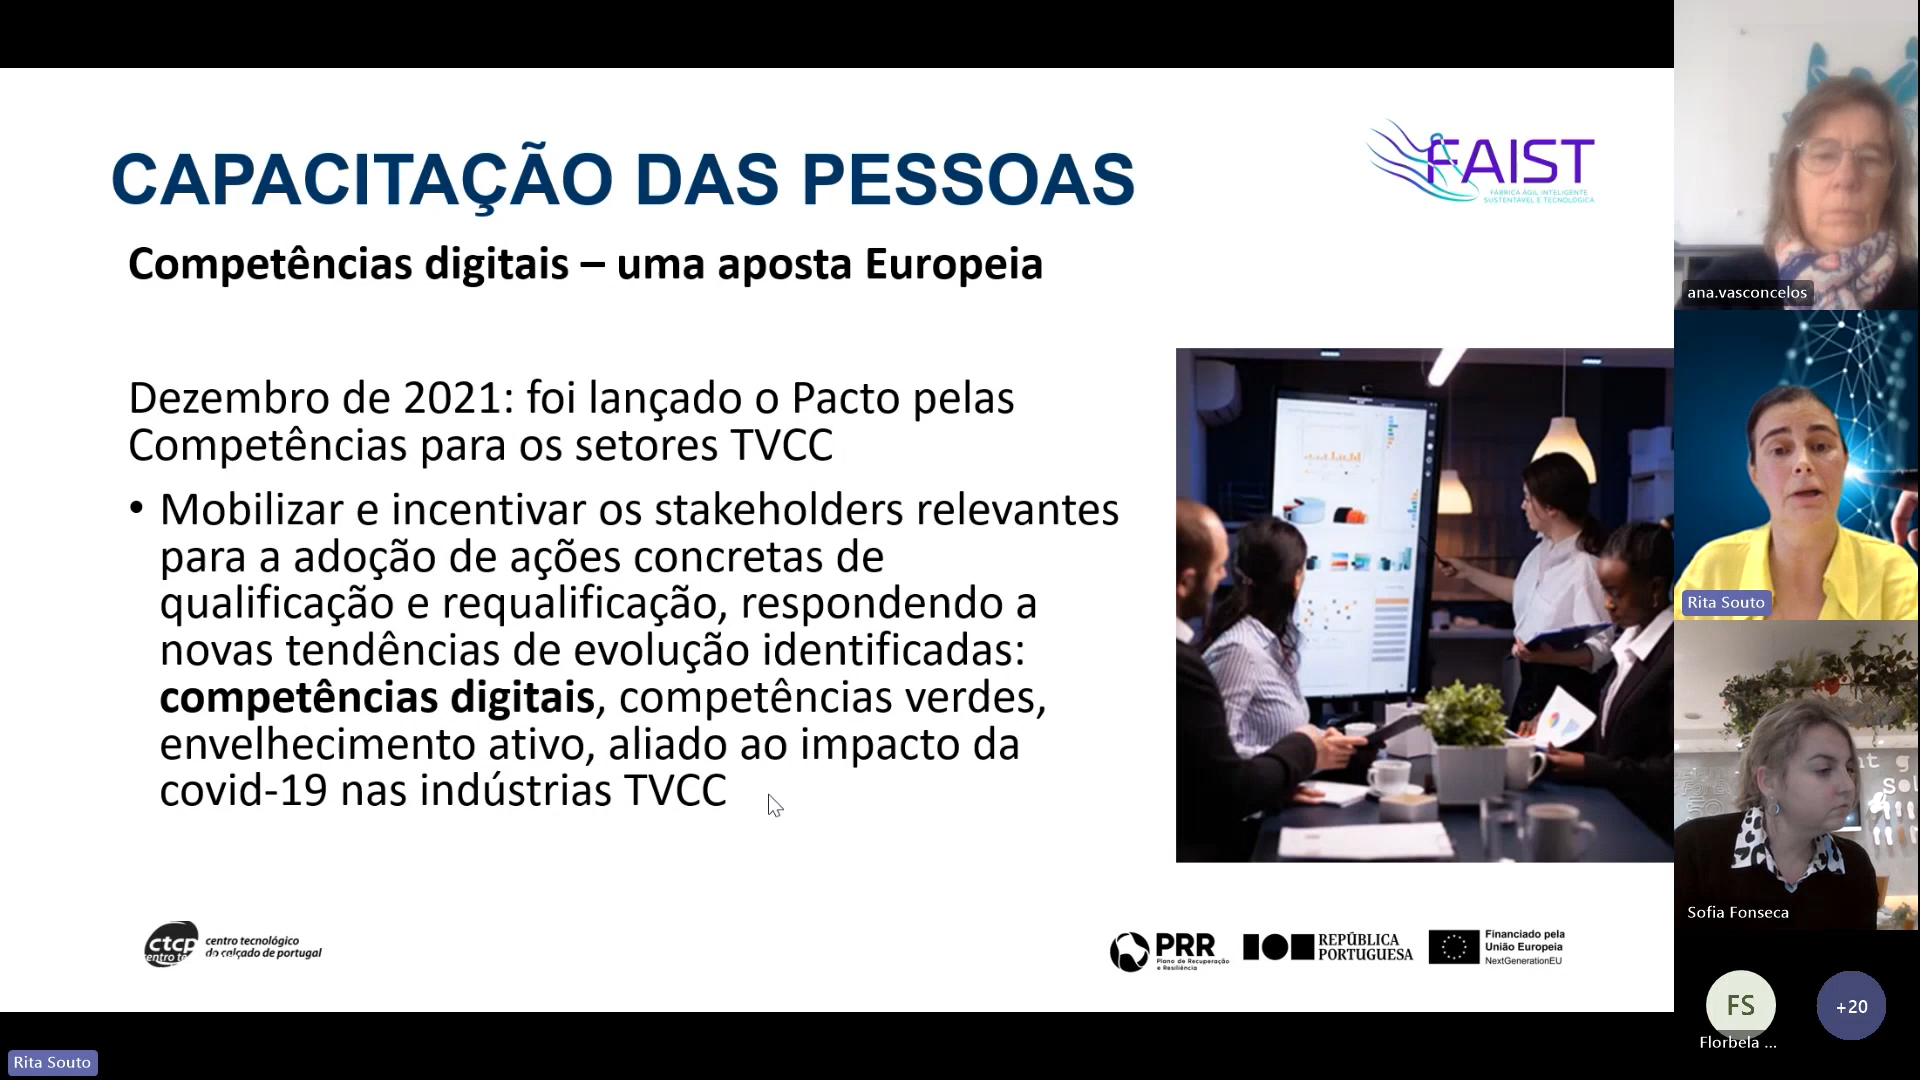 CAPACITAÇÃO DAS PESSOAS
FAIST
FÁBRICA ÁGIL INTELIGENTE
SUSTENTÁVEL E TECNOLÓGICA
Competências digitais – uma aposta Europeia
Dezembro de 2021: foi lançado o Pacto pelas
Competências para os setores TVCC
• Mobilizar e incentivar os stakeholders relevantes
para a adoção de ações concretas de
qualificação e requalificação, respondendo a
novas tendências de evolução identificadas:
competências digitais, competências verdes,
envelhecimento ativo, aliado ao impacto da
covid-19 nas indústrias TVCC
ctcp
centro tecnológico
do calçado de portugal
PRR
Plano de Recuperação
e Resiliência
REPÚBLICA
PORTUGUESA
Financiado pela
União Europeia
NextGenerationEU
ana.vasconcelos
Rita Souto
Sofia Fonseca
FS
Florbela ...
+20
Rita Souto